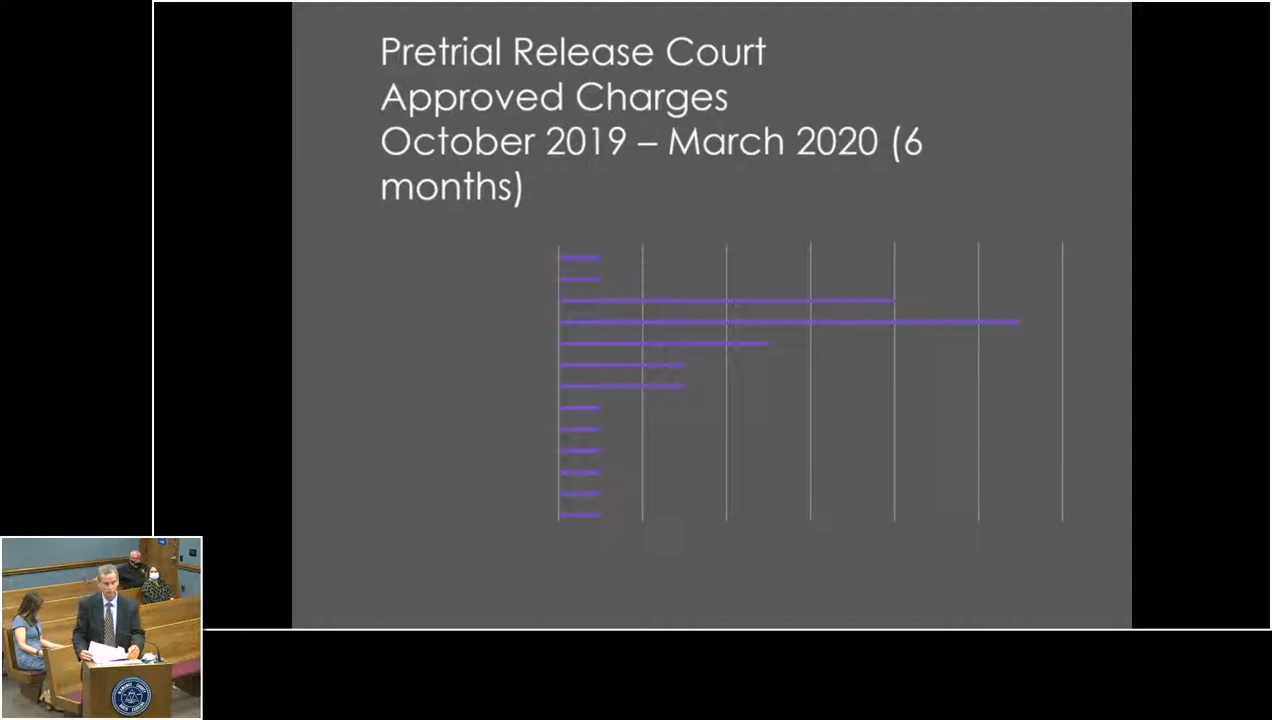 Pretrial Release Court
Approved Charges
October 2019 – March 2020 (6
months)